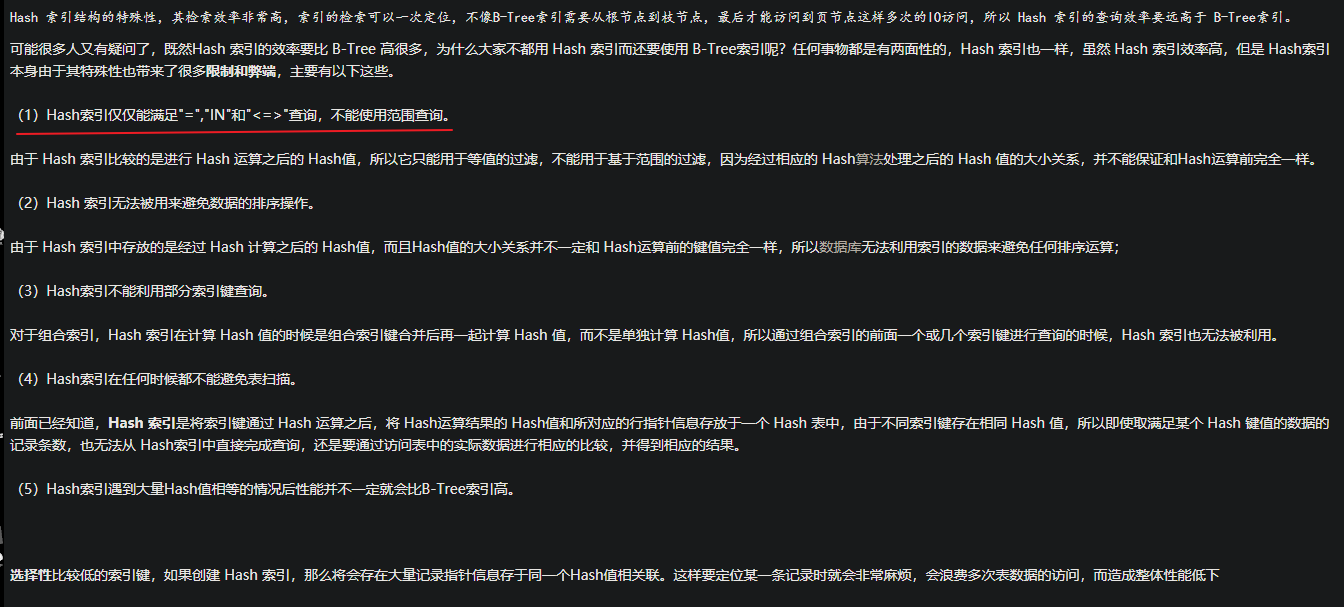 Hash 索引结构的特殊性，其检索效率非常高，索引的检索可以一次定位，不像B-Tree索引需要从根节点到枝节点，最后才能访问到页节点这样多次的IO访问，所以 Hash 索引的查询效率要远高于 B-Tree索引。
可能很多人又有疑问了，既然Hash 索引的效率要比 B-Tree 高很多，为什么大家不都用 Hash 索引而还要使用 B-Tree索引呢？任何事物都是有两面性的，Hash 索引也一样，虽然 Hash 索引效率高，但是 Hash索引
本身由于其特殊性也带来了很多限制和弊端，主要有以下这些。
（1）Hash索引仅仅能满足"=","IN"和"<=>"查询，不能使用范围查询。
由于 Hash 索引比较的是进行 Hash 运算之后的 Hash值，所以它只能用于等值的过滤，不能用于基于范围的过滤，因为经过相应的 Hash算法处理之后的 Hash 值的大小关系，并不能保证和Hash运算前完全一样。
（2）Hash 索引无法被用来避免数据的排序操作。
由于 Hash 索引中存放的是经过 Hash 计算之后的 Hash值，而且Hash值的大小关系并不一定和 Hash运算前的键值完全一样，所以数据库无法利用索引的数据来避免任何排序运算；
（3）Hash索引不能利用部分索引键查询。
对于组合索引，Hash 索引在计算 Hash 值的时候是组合索引键合并后再一起计算 Hash 值，而不是单独计算 Hash值，所以通过组合索引的前面一个或几个索引键进行查询的时候，Hash 索引也无法被利用。
（4）Hash索引在任何时候都不能避免表扫描。
前面已经知道，Hash 索引是将索引键通过 Hash 运算之后，将 Hash运算结果的 Hash值和所对应的行指针信息存放于一个 Hash 表中，由于不同索引键存在相同 Hash 值，所以即使取满足某个 Hash 键值的数据的
记录条数，也无法从 Hash索引中直接完成查询，还是要通过访问表中的实际数据进行相应的比较，并得到相应的结果。
（5）Hash索引遇到大量Hash值相等的情况后性能并不一定就会比B-Tree索引高。
选择性比较低的索引键，如果创建 Hash 索引，那么将会存在大量记录指针信息存于同一个Hash值相关联。这样要定位某一条记录时就会非常麻烦，会浪费多次表数据的访问，而造成整体性能低下